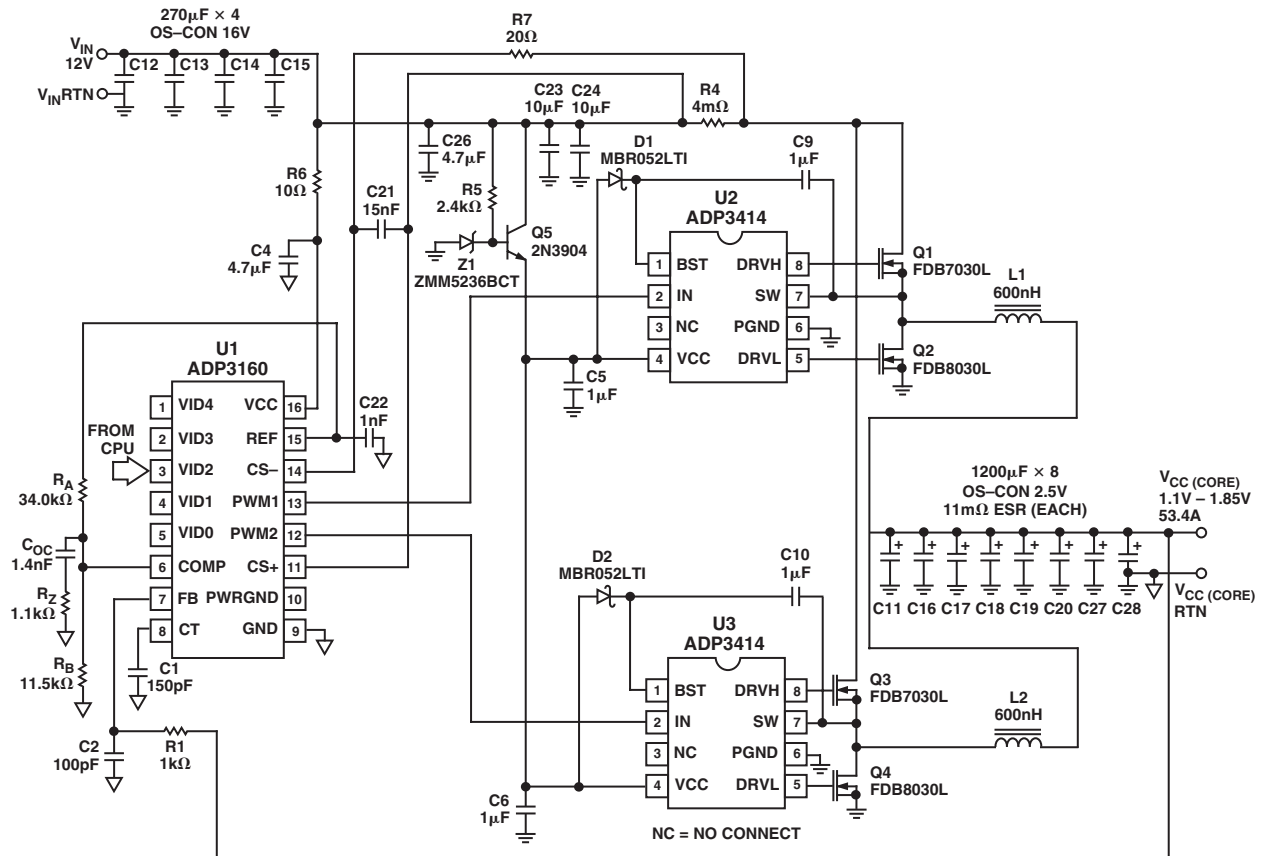 270μF × 4
OS–CON 16V
VIN
12V
VIN RTN
C12
C13
C14
C15
R7
20Ω
C23
10μF
C24
10μF
R4
4mΩ
C26
4.7μF
D1
MBR052LTI
C9
1μF
R6
10Ω
C21
15nF
R5
2.4kΩ
Q5
2N3904
Z1
ZMM5236BCT
C4
4.7μF
U2
ADP3414
1 BST
2 IN
3 NC
4 VCC
DRVH 8
SW 7
PGND 6
DRVL 5
Q1
FDB7030L
L1
600nH
Q2
FDB8030L
C5
1μF
U1
ADP3160
1 VID4
2 VID3
3 VID2
4 VID1
5 VID0
6 COMP
7 FB
8 CT
VCC 16
REF 15
CS– 14
PWM1 13
PWM2 12
CS+ 11
PWRGND 10
GND 9
C22
1nF
FROM
CPU
RA
34.0kΩ
COC
1.4nF
RZ
1.1kΩ
RB
11.5kΩ
C1
150pF
C2
100pF
R1
1kΩ
1200μF × 8
OS–CON 2.5V
11mΩ ESR (EACH)
VCC (CORE)
1.1V – 1.85V
53.4A
+ + + + + + + +
C11 C16 C17 C18 C19 C20 C27 C28
VCC (CORE)
RTN
D2
MBR052LTI
C10
1μF
U3
ADP3414
1 BST
2 IN
3 NC
4 VCC
DRVH 8
SW 7
PGND 6
DRVL 5
Q3
FDB7030L
L2
600nH
Q4
FDB8030L
C6
1μF
NC = NO CONNECT